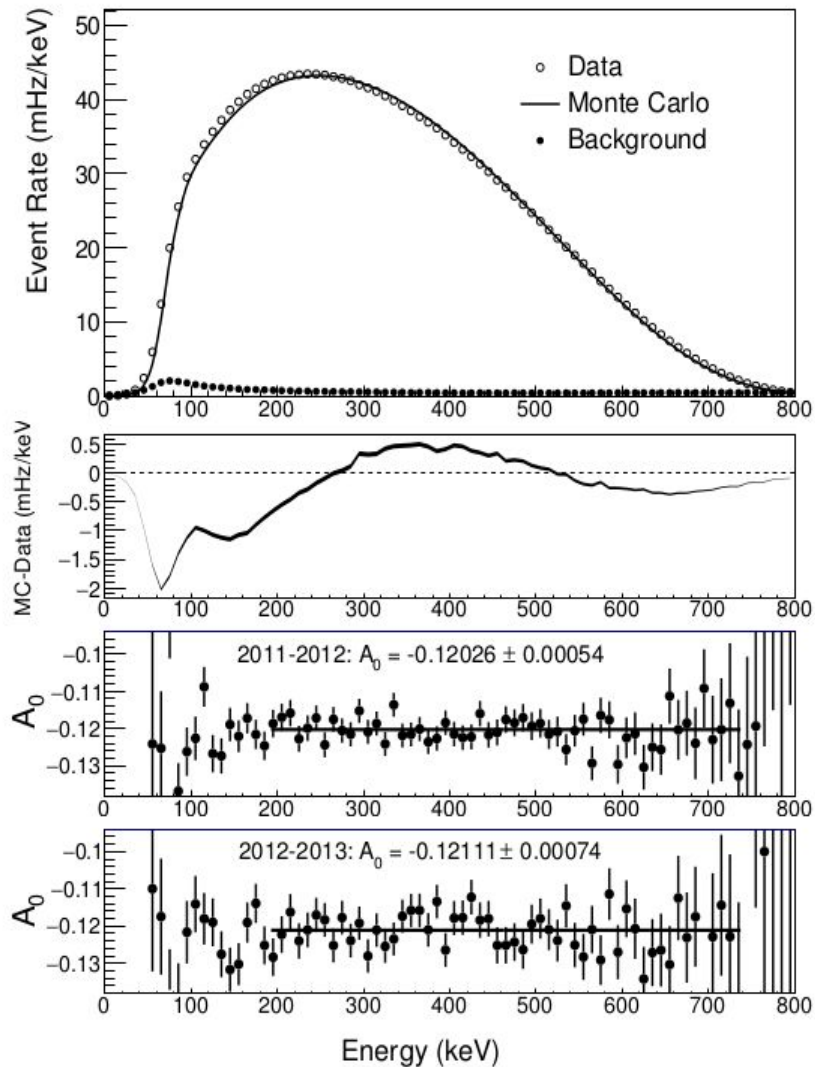 50
40
30
20
10
0
Event Rate (mHz/keV)
Data
Monte Carlo
Background
0 100 200 300 400 500 600 700 800
0.5
0
−0.5
−1
−1.5
−2
MC-Data (mHz/keV)
0 100 200 300 400 500 600 700 800
−0.1
−0.11
−0.12
−0.13
A₀
2011-2012: A₀ = -0.12026 ± 0.00054
0 100 200 300 400 500 600 700 800
−0.1
−0.11
−0.12
−0.13
A₀
2012-2013: A₀ = -0.12111 ± 0.00074
0 100 200 300 400 500 600 700 800
Energy (keV)